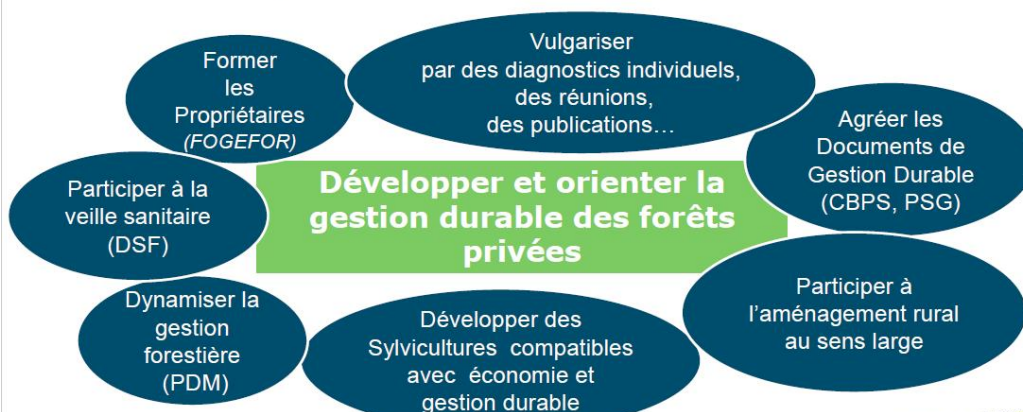 Former
les
Propriétaires
(FOGEFOR)
Vulgariser
par des diagnostics individuels,
des réunions,
des publications…
Agréer les
Documents de
Gestion Durable
(CBPS, PSG)
Développer et orienter la
gestion durable des forêts
privées
Participer à la
veille sanitaire
(DSF)
Participer à
l’aménagement rural
au sens large
Dynamiser la
gestion
forestière
(PDM)
Développer des
Sylvicultures compatibles
avec économie et
gestion durable